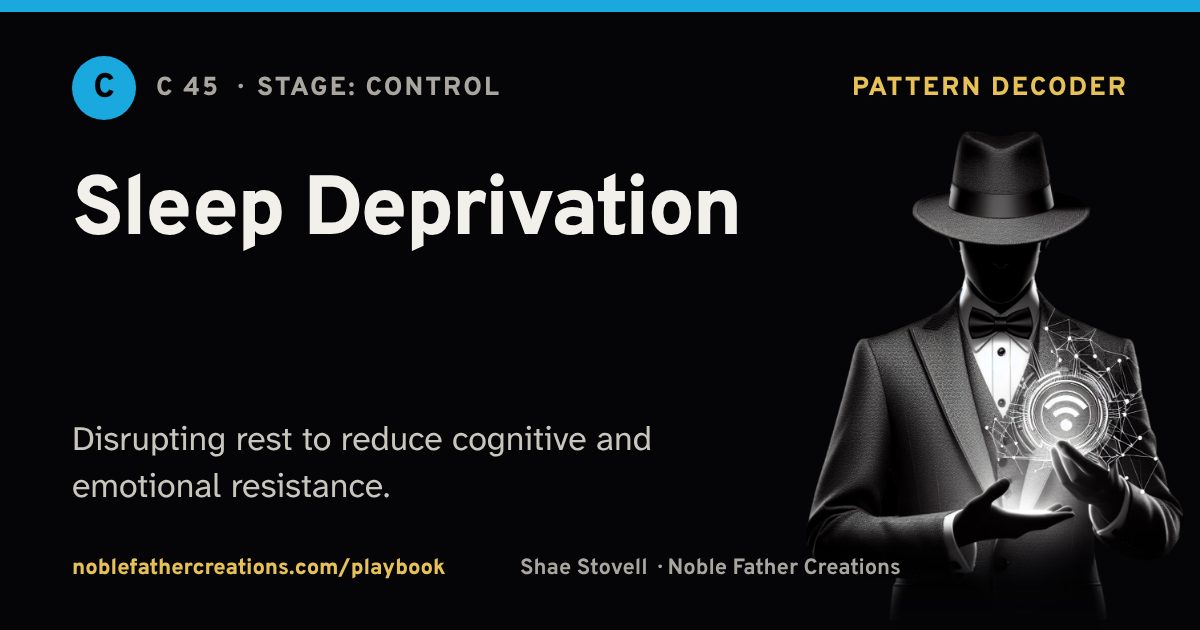 C
C 45 · STAGE: CONTROL
PATTERN DECODER
Sleep Deprivation
Disrupting rest to reduce cognitive and
emotional resistance.
noblefathercreations.com/playbook
Shae Stovell · Noble Father Creations